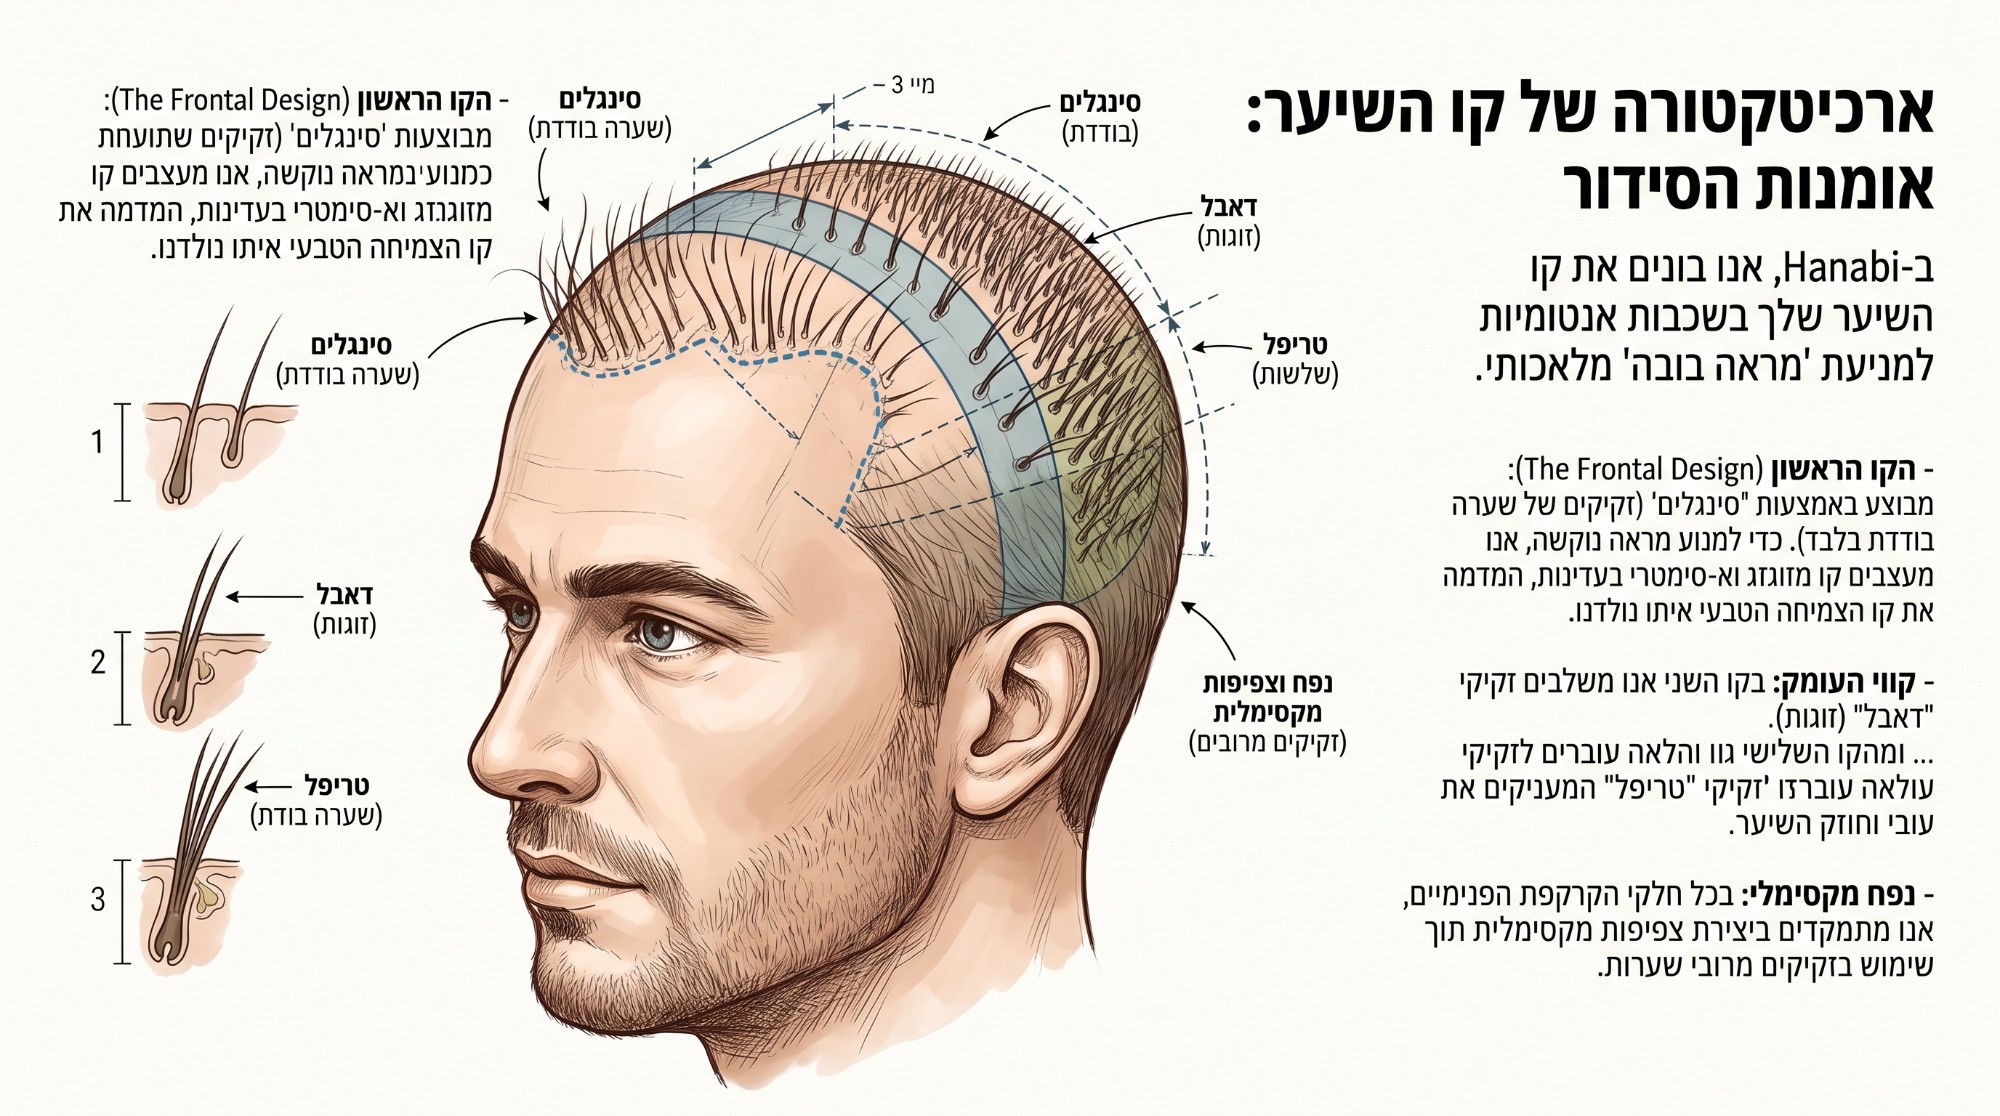 ארכיטקטורה של קו השיער:
אומנות הסידור
ב-Hanabi, אנו בונים את קו
השיער שלך בשכבות אנטומיות
למניעת 'מראה בובה' מלאכותי.
- הקו הראשון (The Frontal Design):
מבוצע באמצעות "סינגלים' (זקיקים של שערה
בודדת בלבד). כדי למנוע מראה נוקשה, אנו
מעצבים קו מזוגזג וא-סימטרי בעדינות, המדמה
את קו הצמיחה הטבעי איתו נולדנו.
- קווי העומק: בקו השני אנו משלבים זקיקי
"דאבל" (זוגות).
... ומהקו השלישי גוו והלאה עוברים לזקיקי
עולאה 'זקיקי "טריפל" המעניקים את
עובי וחוזק השיער.
- נפח מקסימלי: בכל חלקי הקרקפת הפנימיים,
אנו מתמקדים ביצירת צפיפות מקסימלית תוך
שימוש בזקיקים מרובי שערות.
סינגלים
(בודדת)
דאבל
(זוגות)
טריפל
(שלשות)
נפח וצפיפות
מקסימלית
(זקיקים מרובים)
מיי 3 –
סינגלים
(שערה בודדת)
- הקו הראשון (The Frontal Design):
מבוצעות 'סינגלים' (זקיקים שתועחת
נוקשה, אנו מעצבים קו
וא-סימטרי בעדינות, המדמה את
קו הצמיחה הטבעי איתו נולדנו.
סינגלים
(שערה בודדת)
1
דאבל
(זוגות)
2
טריפל
(שערה בודת)
3